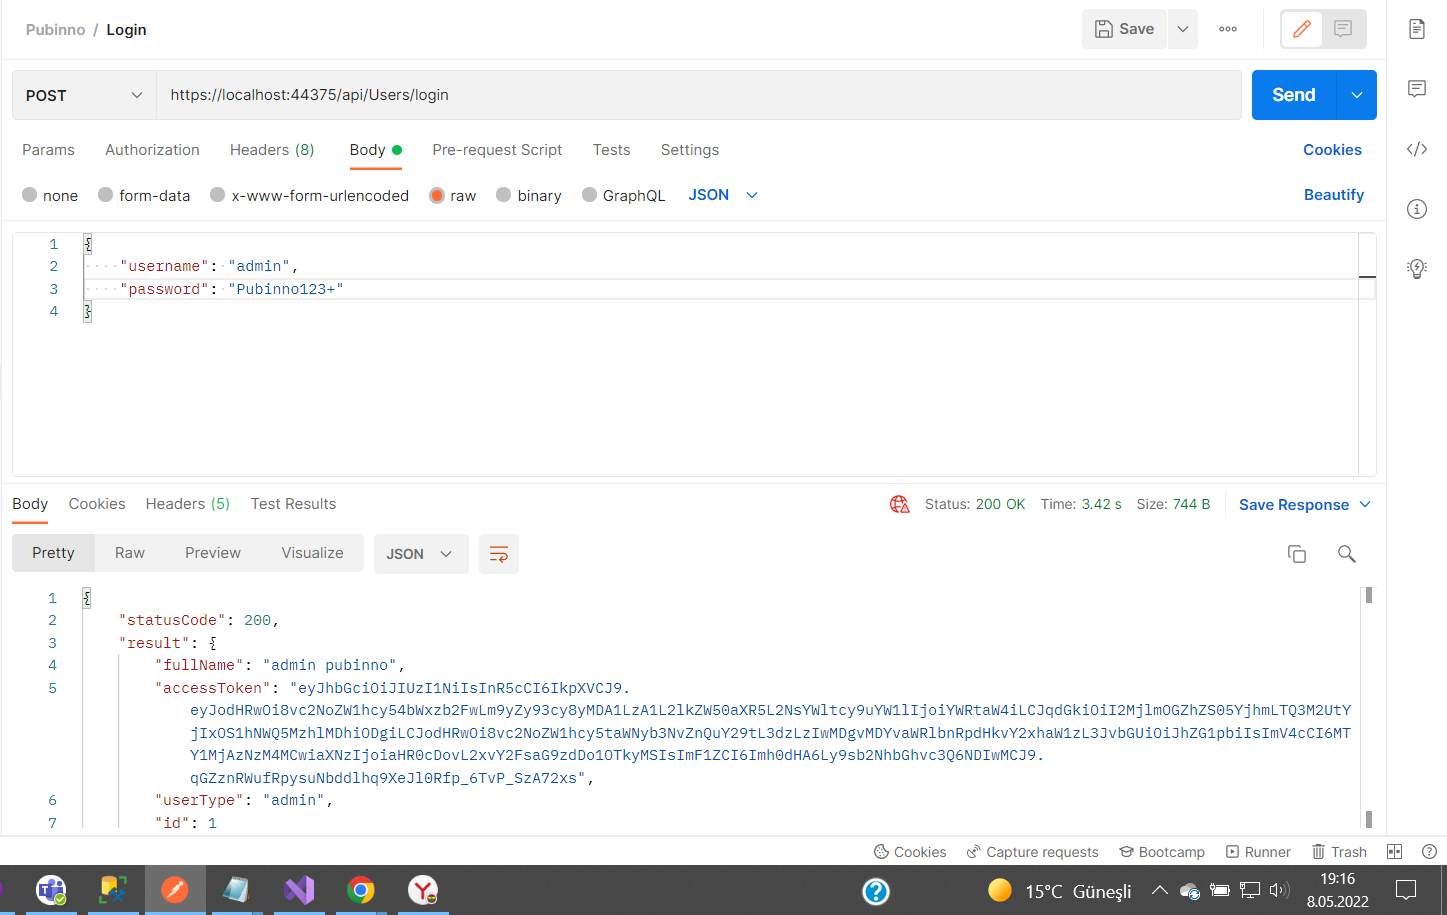 Pubinno / Login
Save
POST
https://localhost:44375/api/Users/login
Send
Params Authorization Headers (8) Body Pre-request Script Tests Settings Cookies
none form-data x-www-form-urlencoded raw binary GraphQL JSON Beautify
1 {
2 "username": "admin",
3 "password": "Pubinno123+"
4 }
Body Cookies Headers (5) Test Results Status: 200 OK Time: 3.42 s Size: 744 B Save Response
Pretty Raw Preview Visualize JSON
1 {
2 "statusCode": 200,
3 "result": {
4 "fullName": "admin pubinno",
5 "accessToken": "eyJhbGciOiJIUzI1NiIsInR5cCI6IkpXVCJ9.
eyJodHRwOi8vc2NoZW1hcy54bWxzb2FwLm9yZy93cy8yMDA1LzA1L2lkZW50aXR5L2NsYWltcy9uYW1lIjoiYWRtaW4iLCJqdGkiOiI2MjlmOGZhZS05YjhmLTQ3M2UtY
jIxOS1hNWQ5MzhlMDhiODgiLCJodHRwOi8vc2NoZW1hcy5taWNyb3NvZnQuY29tL3dzLzIwMDgvMDYvaWRlbnRpdHkvY2xhaW1zL3JvbGUiOiJhZG1pbiIsImV4cCI6MT
Y1MjAzNzM4MCwiaXNzIjoiaHR0cDovL2xvY2FsaG9zdDo1OTkyMSIsImF1ZCI6Imh0dHA6Ly9sb2NhbGhvc3Q6NDIwMCJ9.
qGZznRWufRpysuNbddlhq9XeJl0Rfp_6TvP_SzA72xs",
6 "userType": "admin",
7 "id": 1
Cookies Capture requests Bootcamp Runner Trash
15°C Güneşli
19:16
8.05.2022